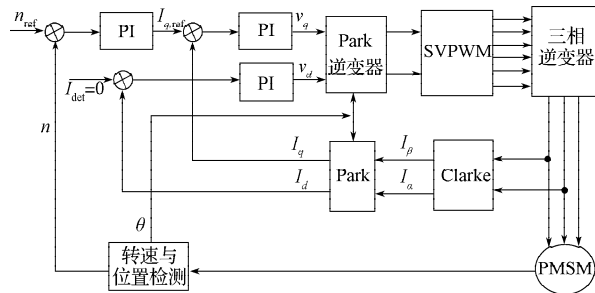 n_ref
PI
I_q,ref
PI
v_q
Park
逆变器
SVPWM
三相
逆变器
I_det=0
PI
v_d
n
θ
I_q
I_d
Park
I_β
I_α
Clarke
转速与
位置检测
PMSM